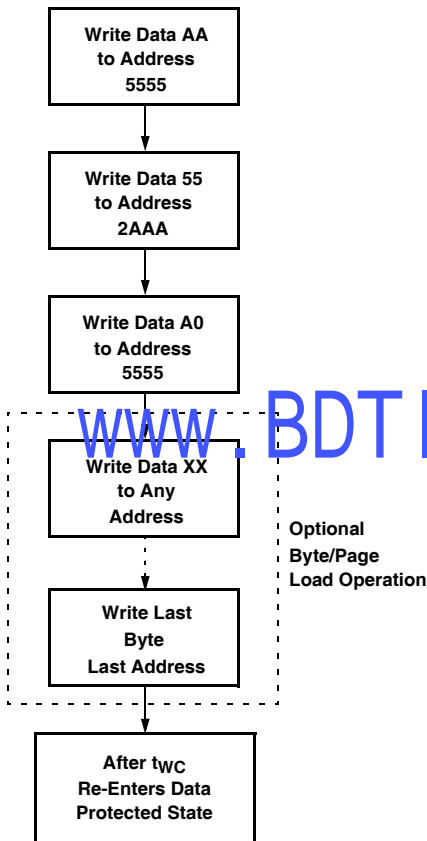 Write Data AA
to Address
5555
Write Data 55
to Address
2AAA
Write Data A0
to Address
5555
WWW . BDT
Write Data XX
to Any
Address
Optional
Byte/Page
Load Operation
Write Last
Byte
Last Address
After tWC
Re-Enters Data
Protected State